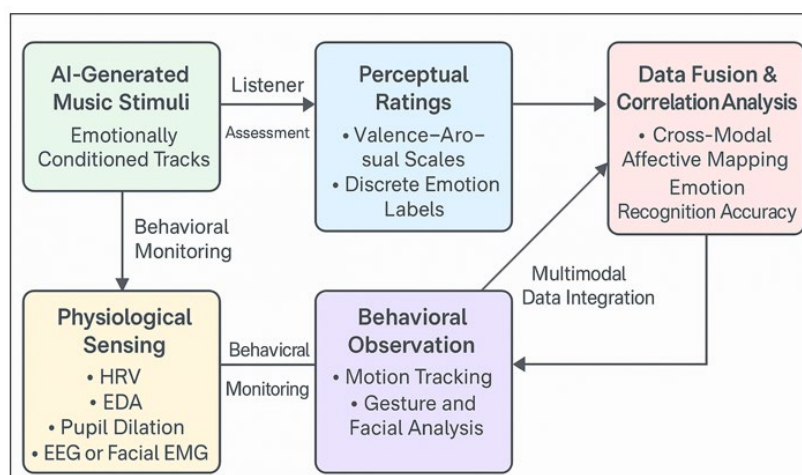 AI-Generated
Music Stimuli
Emotionally
Conditioned Tracks
Listener
Assessment
Perceptual
Ratings
• Valence–Aro-
sual Scales
• Discrete Emotion
Labels
Data Fusion &
Correlation Analysis
• Cross-Modal
Affective Mapping
Emotion
Recognition Accuracy
Behavioral
Monitoring
Multimodal
Data Integration
Physiological
Sensing
• HRV
• EDA
• Pupil Dilation
• EEG or Facial EMG
Behavicral
Monitoring
Behavioral
Observation
• Motion Tracking
• Gesture and
Facial Analysis